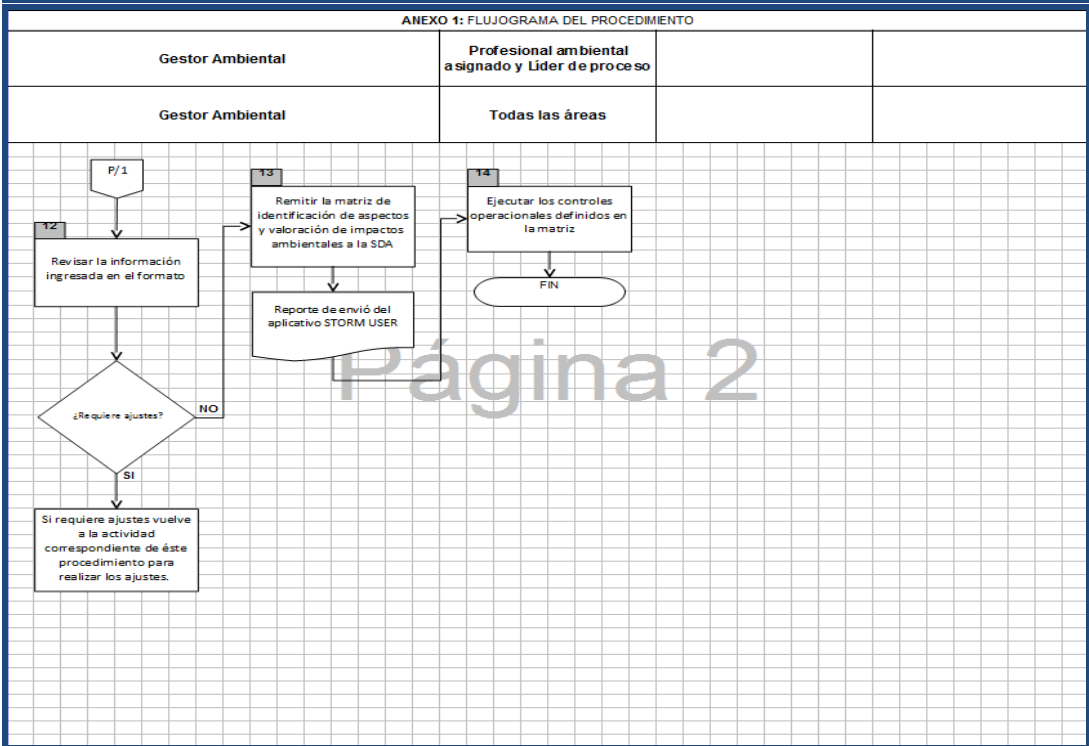 ANEXO 1: FLUJOGRAMA DEL PROCEDIMIENTO
Gestor Ambiental
Profesional ambiental
asignado y Lider de proceso
Gestor Ambiental
Todas las áreas
P/1
12
Revisar la información
ingresada en el formato
¿Requiere ajustes?
NO
SI
Si requiere ajustes vuelve
a la actividad
correspondiente de éste
procedimiento para
realizar los ajustes.
13
Remitir la matriz de
identificación de aspectos
y valoración de impactos
ambientales a la SDA
Reporte de envió del
aplicativo STORM USER
14
Ejecutar los controles
operacionales definidos en
la matriz
FIN
Página 2